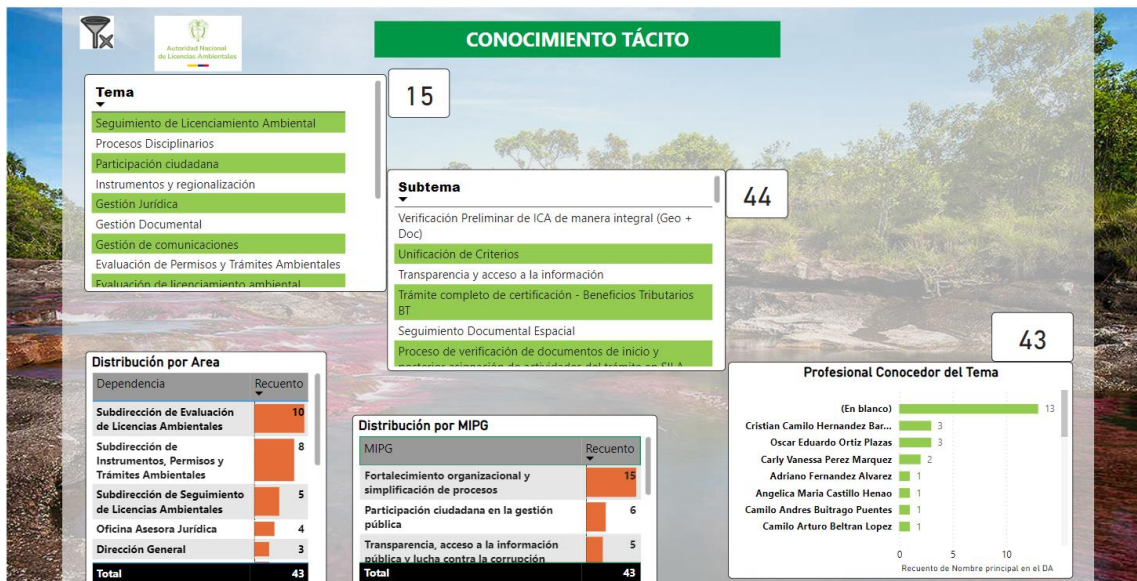 Autoridad Nacional
de Licencias Ambientales
CONOCIMIENTO TÁCITO
Tema
15
Seguimiento de Licenciamiento Ambiental
Procesos Disciplinarios
Participación ciudadana
Instrumentos y regionalización
Gestión Jurídica
Gestión Documental
Gestión de comunicaciones
Evaluación de Permisos y Trámites Ambientales
Evaluación de licenciamiento ambiental
Subtema
44
Verificación Preliminar de ICA de manera integral (Geo +
Doc)
Unificación de Criterios
Transparencia y acceso a la información
Trámite completo de certificación - Beneficios Tributarios
BT
Seguimiento Documental Espacial
Proceso de verificación de documentos de inicio y
posterior asignación de actividades del trámite en SILA
43
Distribución por Area
Dependencia Recuento
Subdirección de Evaluación
de Licencias Ambientales 10
Subdirección de
Instrumentos, Permisos y
Trámites Ambientales 8
Subdirección de Seguimiento
de Licencias Ambientales 5
Oficina Asesora Jurídica 4
Dirección General 3
Total 43
Distribución por MIPG
MIPG Recuento
Fortalecimiento organizacional y
simplificación de procesos 15
Participación ciudadana en la gestión
pública 6
Transparencia, acceso a la información
pública y lucha contra la corrupción 5
Total 43
Profesional Conocedor del Tema
(En blanco) 13
Cristian Camilo Hernandez Bar... 3
Oscar Eduardo Ortiz Plazas 3
Carly Vanessa Perez Marquez 2
Adriano Fernandez Alvarez 1
Angelica Maria Castillo Henao 1
Camilo Andres Buitrago Puentes 1
Camilo Arturo Beltran Lopez 1
0 5 10
Recuento de Nombre principal en el DA